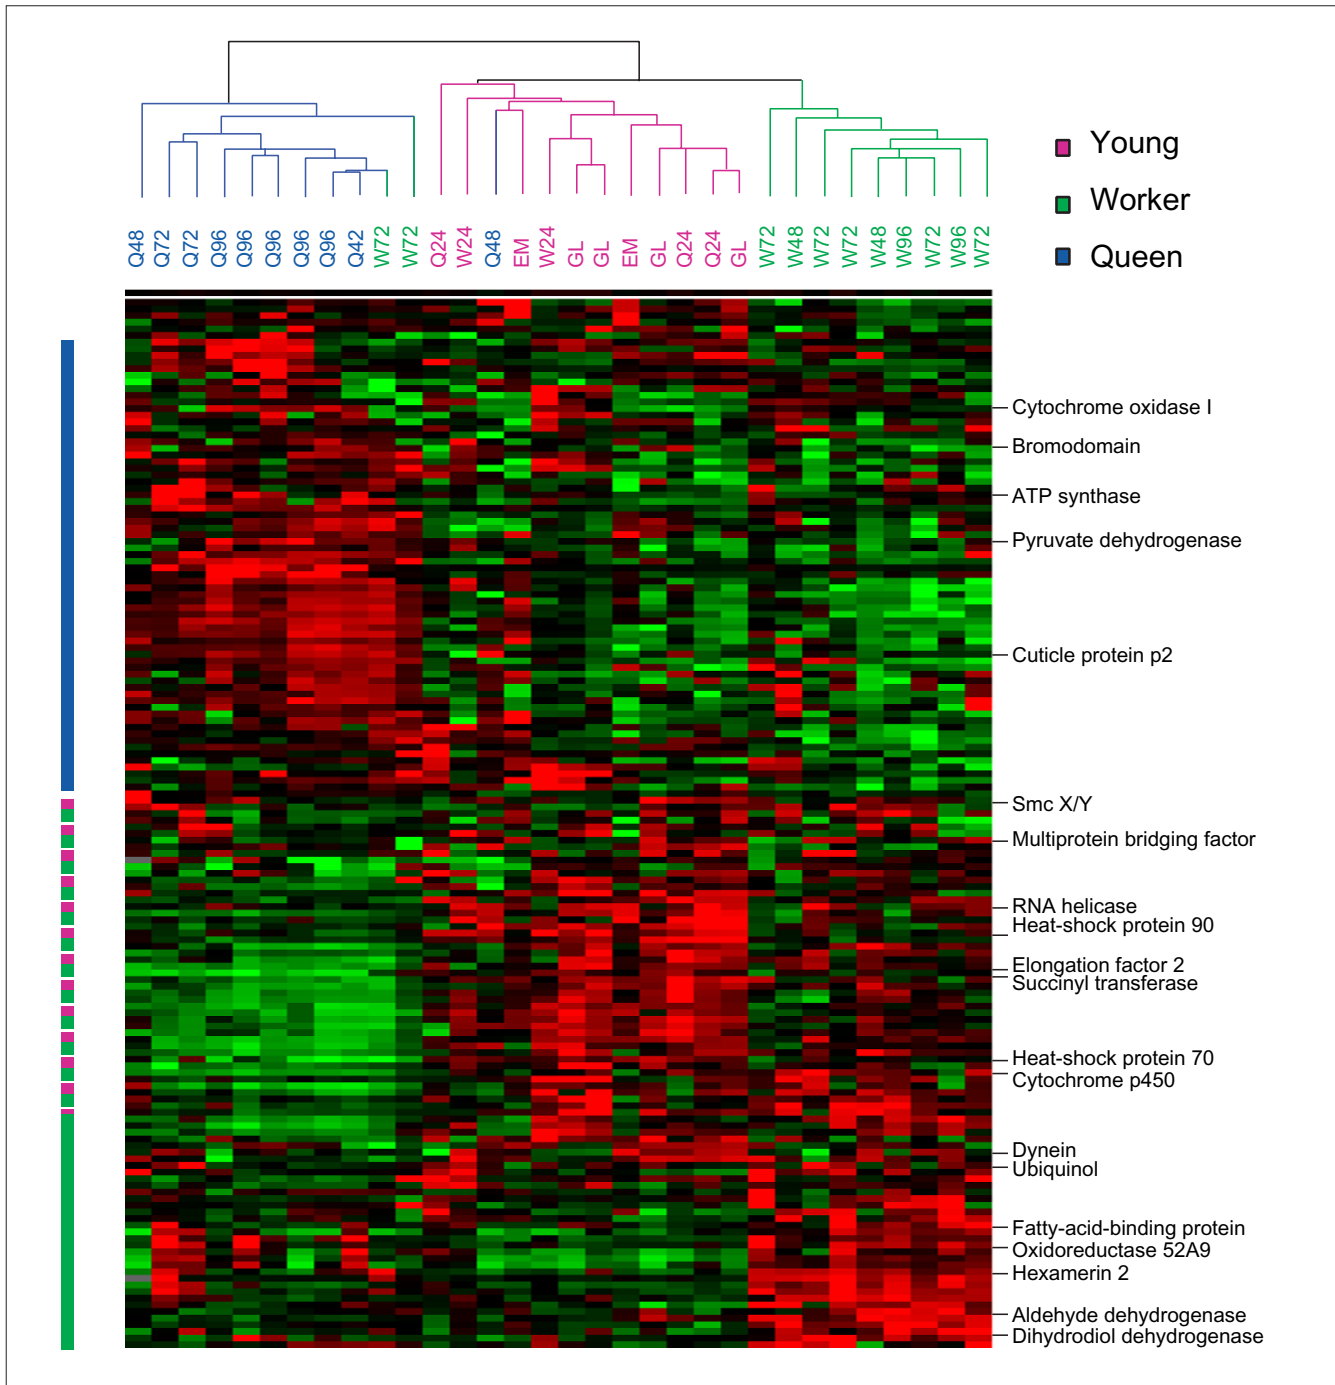 Young
Worker
Queen
Q48 Q72 Q72 Q96 Q96 Q96 Q96 Q96 Q42 W72 W72 Q24 W24 Q48 EM W24 GL GL EM GL Q24 Q24 GL W72 W48 W72 W72 W48 W96 W72 W96 W72
Cytochrome oxidase I
Bromodomain
ATP synthase
Pyruvate dehydrogenase
Cuticle protein p2
Smc X/Y
Multiprotein bridging factor
RNA helicase
Heat-shock protein 90
Elongation factor 2
Succinyl transferase
Heat-shock protein 70
Cytochrome p450
Dynein
Ubiquinol
Fatty-acid-binding protein
Oxidoreductase 52A9
Hexamerin 2
Aldehyde dehydrogenase
Dihydrodiol dehydrogenase